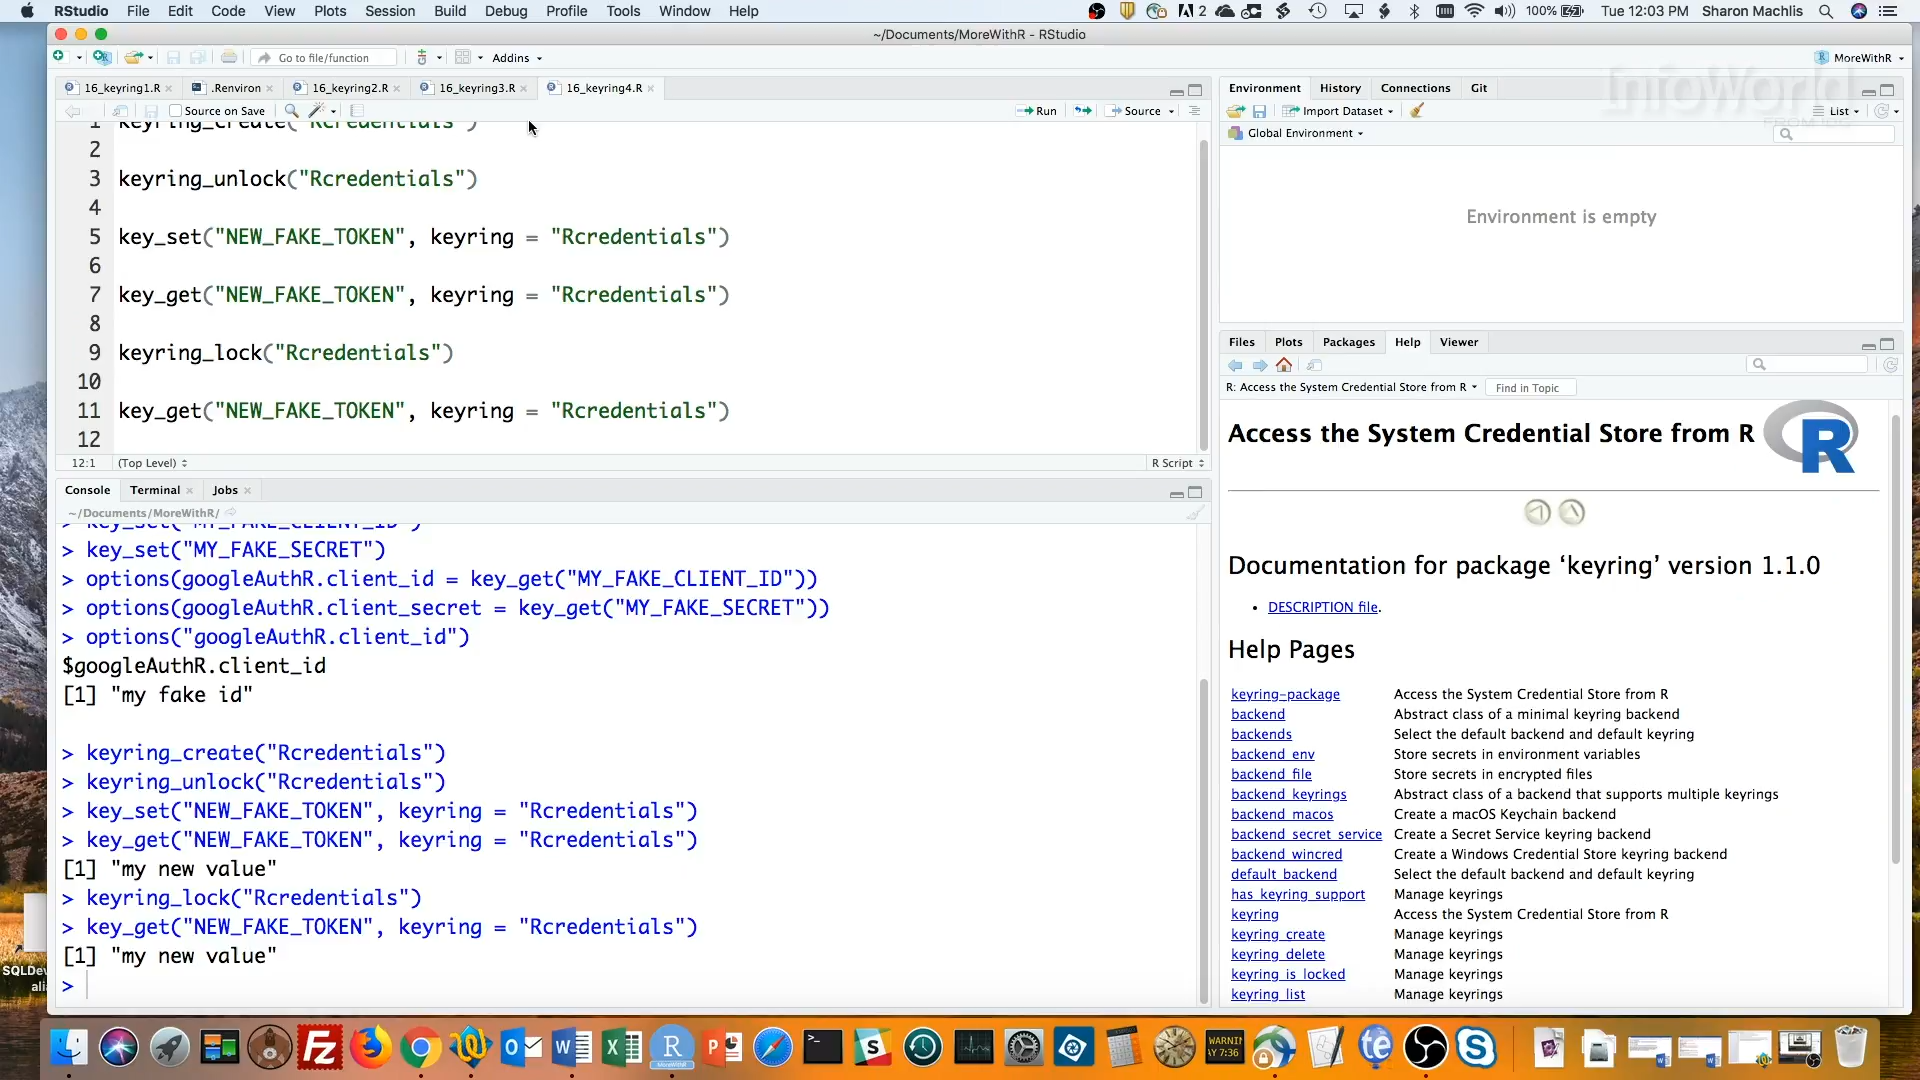 RStudio File Edit Code View Plots Session Build Debug Profile Tools Window Help
2 100% Tue 12:03 PM Sharon Machlis
~/Documents/MoreWithR - RStudio
Go to file/function Addins MoreWithR
16_keyring1.R .Renviron 16_keyring2.R 16_keyring3.R 16_keyring4.R
Source on Save Run Source
1 keyring_create("Rcredentials")
2
3 keyring_unlock("Rcredentials")
4
5 key_set("NEW_FAKE_TOKEN", keyring = "Rcredentials")
6
7 key_get("NEW_FAKE_TOKEN", keyring = "Rcredentials")
8
9 keyring_lock("Rcredentials")
10
11 key_get("NEW_FAKE_TOKEN", keyring = "Rcredentials")
12
12:1 (Top Level) R Script
Console Terminal Jobs
~/Documents/MoreWithR/
> key_set("MY_FAKE_CLIENT_ID")
> key_set("MY_FAKE_SECRET")
> options(googleAuthR.client_id = key_get("MY_FAKE_CLIENT_ID"))
> options(googleAuthR.client_secret = key_get("MY_FAKE_SECRET"))
> options("googleAuthR.client_id")
$googleAuthR.client_id
[1] "my fake id"
> keyring_create("Rcredentials")
> keyring_unlock("Rcredentials")
> key_set("NEW_FAKE_TOKEN", keyring = "Rcredentials")
> key_get("NEW_FAKE_TOKEN", keyring = "Rcredentials")
[1] "my new value"
> keyring_lock("Rcredentials")
> key_get("NEW_FAKE_TOKEN", keyring = "Rcredentials")
[1] "my new value"
>
Environment History Connections Git
InfoWorld
FROM IDG
Import Dataset List
Global Environment
Environment is empty
Files Plots Packages Help Viewer
R: Access the System Credential Store from R Find in Topic
Access the System Credential Store from R R
Documentation for package ‘keyring’ version 1.1.0
• DESCRIPTION file.
Help Pages
keyring-package Access the System Credential Store from R
backend Abstract class of a minimal keyring backend
backends Select the default backend and default keyring
backend_env Store secrets in environment variables
backend_file Store secrets in encrypted files
backend_keyrings Abstract class of a backend that supports multiple keyrings
backend_macos Create a macOS Keychain backend
backend_secret_service Create a Secret Service keyring backend
backend_wincred Create a Windows Credential Store keyring backend
default_backend Select the default backend and default keyring
has_keyring_support Manage keyrings
keyring Access the System Credential Store from R
keyring_create Manage keyrings
keyring_delete Manage keyrings
keyring_is_locked Manage keyrings
keyring_list Manage keyrings
SQLDev
ali